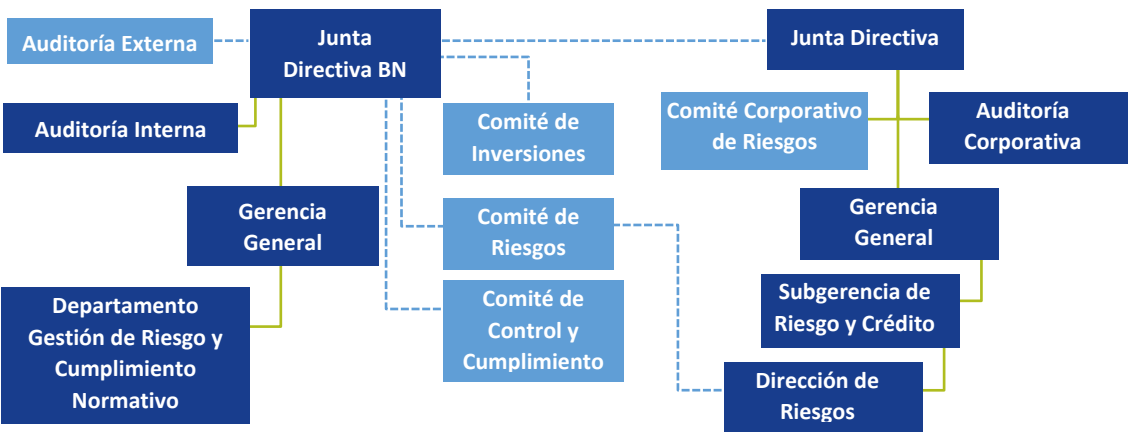 Auditoría Externa
Junta
Directiva BN
Junta Directiva
Auditoría Interna
Comité de
Inversiones
Comité Corporativo
de Riesgos
Auditoría
Corporativa
Gerencia
General
Comité de
Riesgos
Gerencia
General
Departamento
Gestión de Riesgo y
Cumplimiento
Normativo
Comité de
Control y
Cumplimiento
Subgerencia de
Riesgo y Crédito
Dirección de
Riesgos